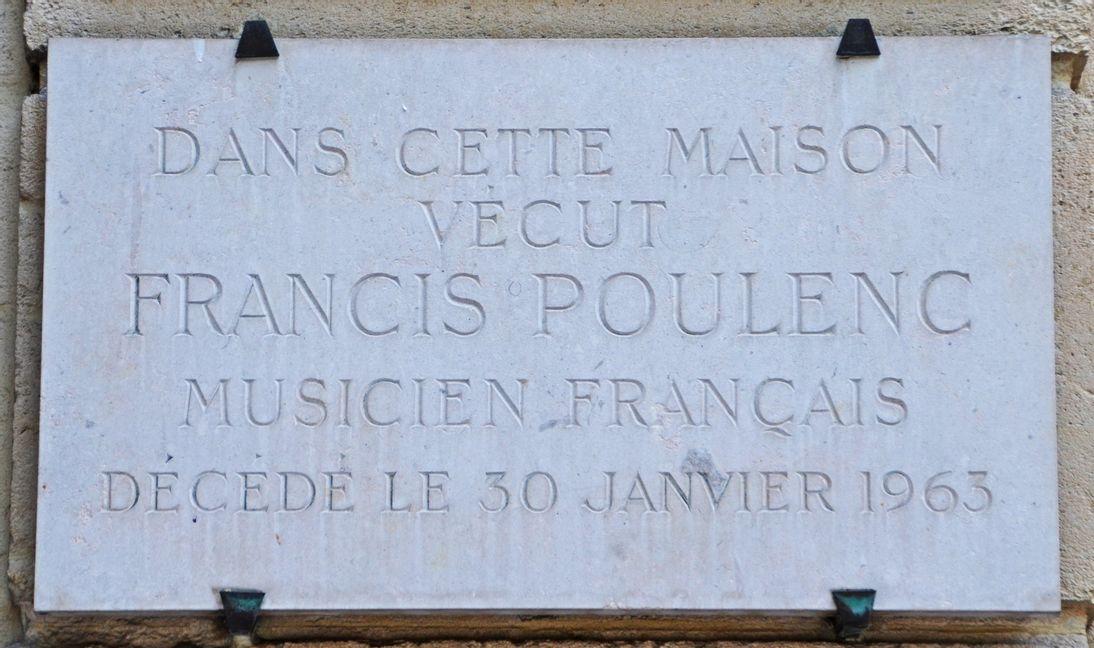 DANS CETTE MAISON
VÉCUT
FRANCIS POULENC
MUSICIEN FRANÇAIS
DÉCÉDÉ LE 30 JANVIER 1963